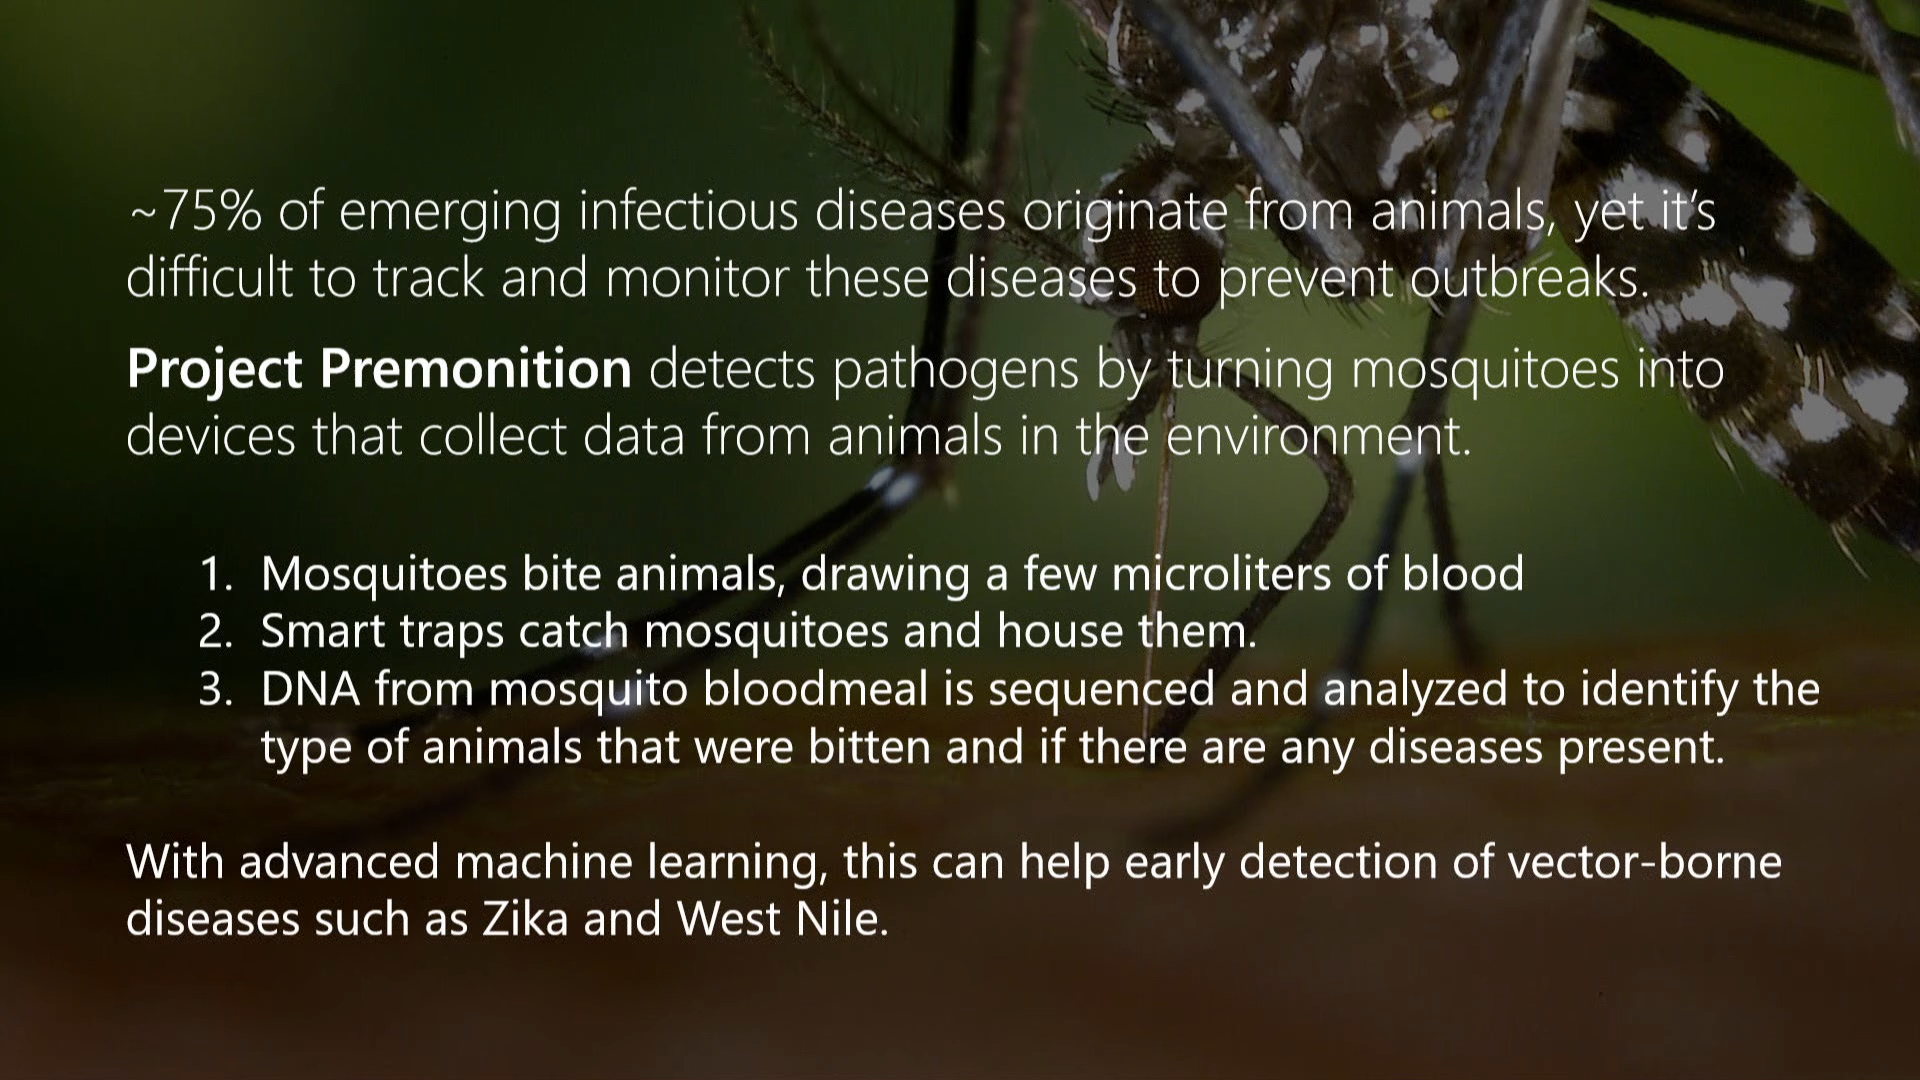 ~75% of emerging infectious diseases originate from animals, yet it’s
difficult to track and monitor these diseases to prevent outbreaks.
Project Premonition detects pathogens by turning mosquitoes into
devices that collect data from animals in the environment.
1. Mosquitoes bite animals, drawing a few microliters of blood
2. Smart traps catch mosquitoes and house them.
3. DNA from mosquito bloodmeal is sequenced and analyzed to identify the
type of animals that were bitten and if there are any diseases present.
With advanced machine learning, this can help early detection of vector-borne
diseases such as Zika and West Nile.